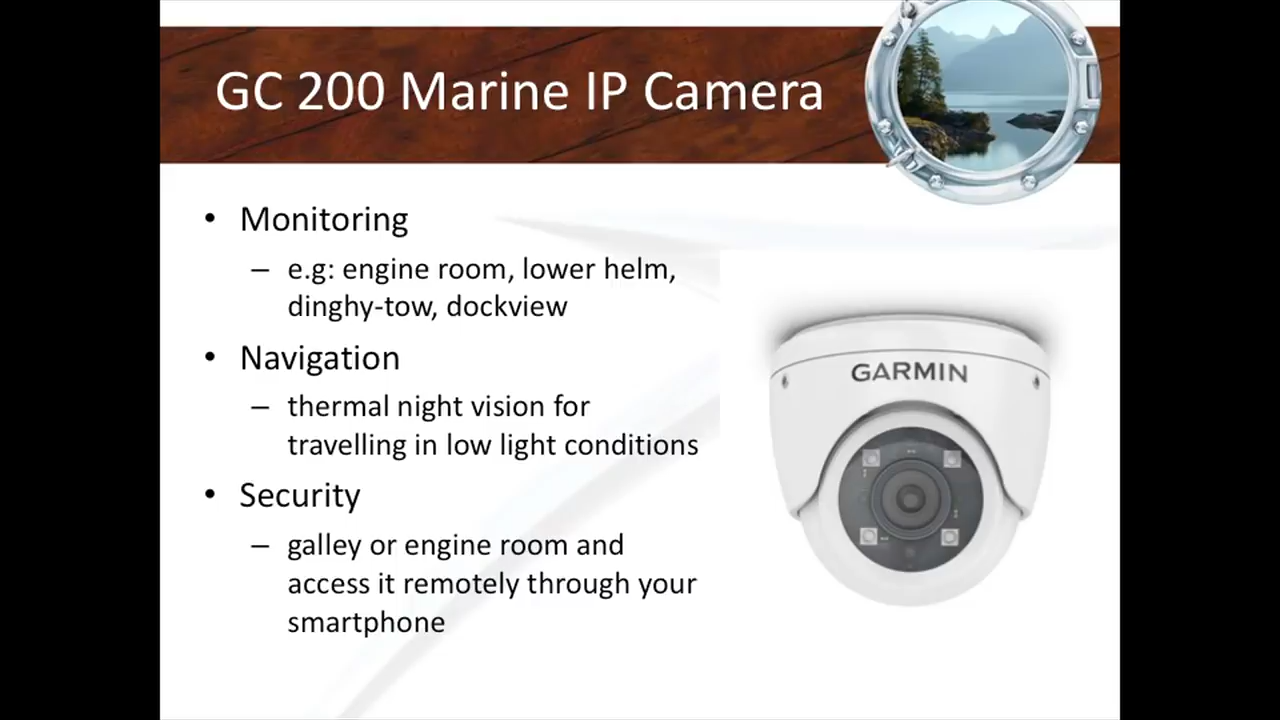 GC 200 Marine IP Camera
• Monitoring
– e.g: engine room, lower helm,
dinghy-tow, dockview
• Navigation
– thermal night vision for
travelling in low light conditions
• Security
– galley or engine room and
access it remotely through your
smartphone
GARMIN